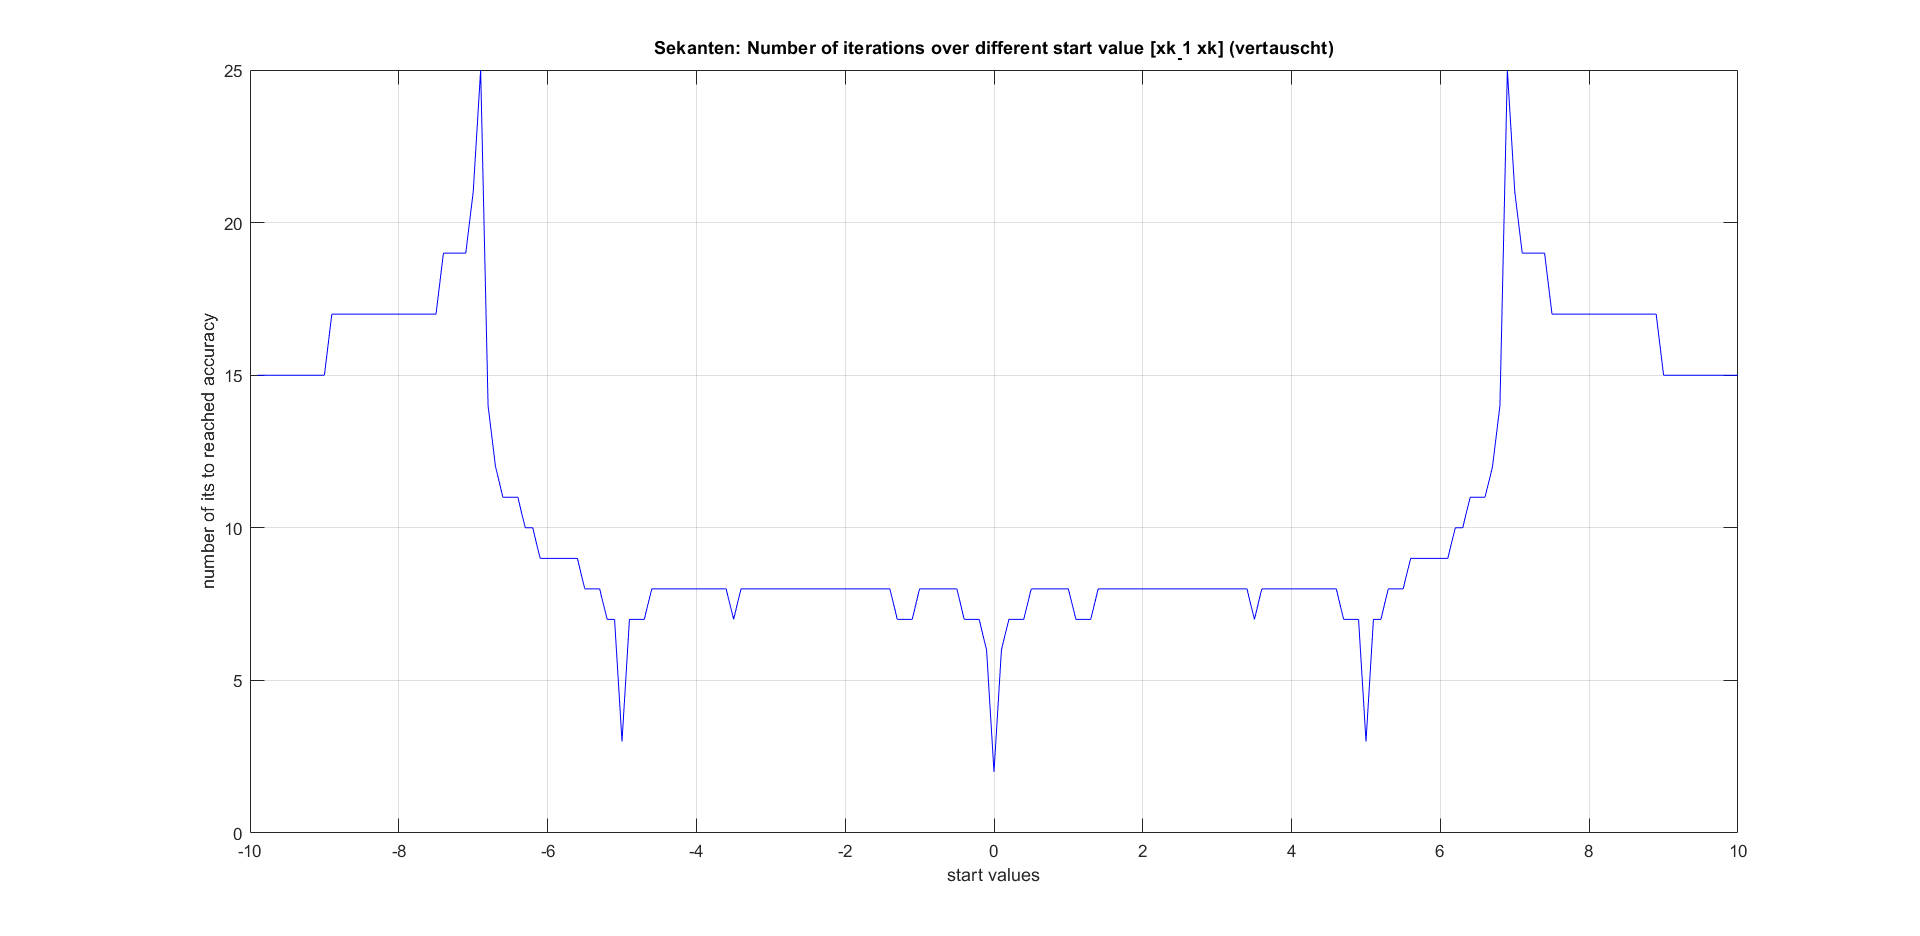 Sekanten: Number of iterations over different start value [xk_1 xk] (vertauscht)
number of its to reached accuracy
25
20
15
10
5
0
-10 -8 -6 -4 -2 0 2 4 6 8 10
start values